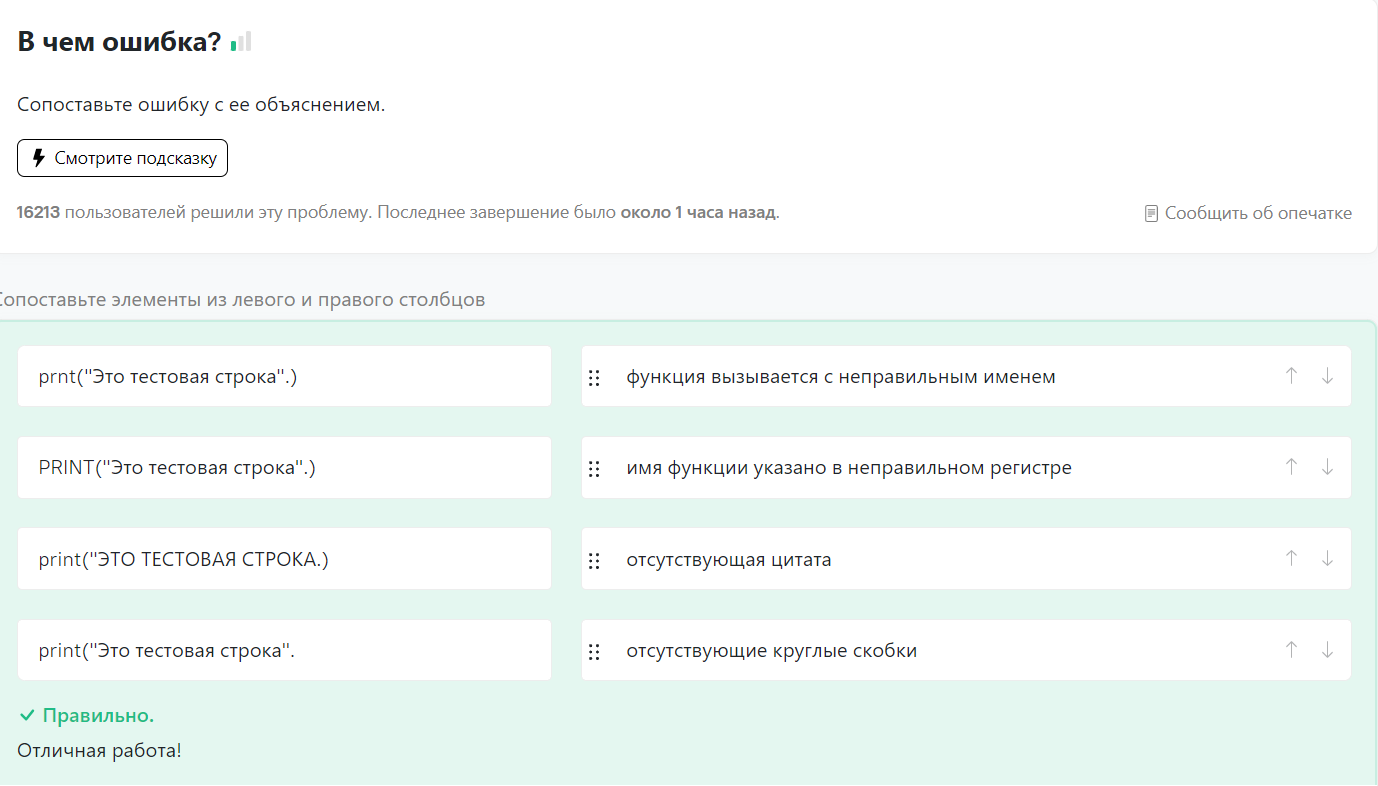 В чем ошибка?
Сопоставьте ошибку с ее объяснением.
Смотрите подсказку
16213 пользователей решили эту проблему. Последнее завершение было около 1 часа назад.
Сообщить об опечатке
Сопоставьте элементы из левого и правого столбцов
prnt("Это тестовая строка".)
функция вызывается с неправильным именем
PRINT("Это тестовая строка".)
имя функции указано в неправильном регистре
print("ЭТО ТЕСТОВАЯ СТРОКА.)
отсутствующая цитата
print("Это тестовая строка".
отсутствующие круглые скобки
Правильно.
Отличная работа!